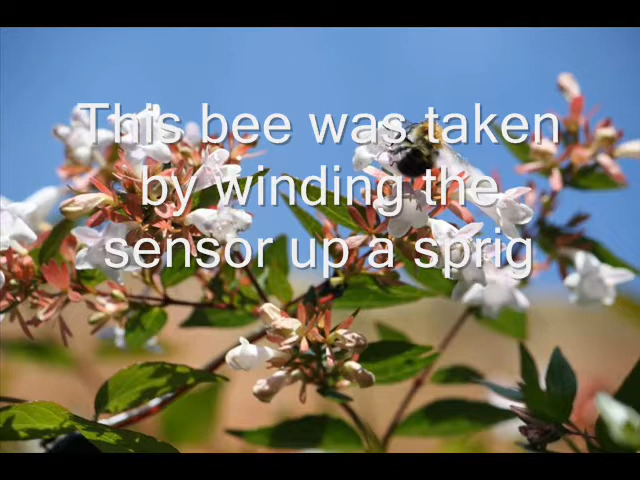 This bee was taken
by winding the
sensor up a sprig